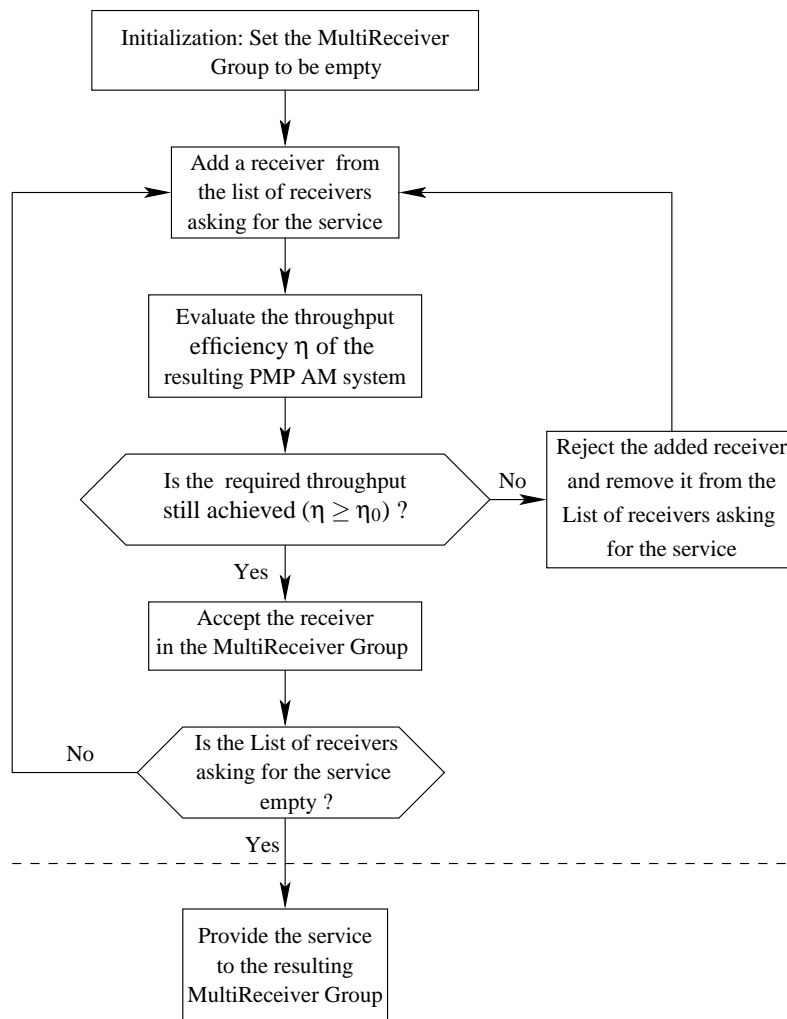 Initialization: Set the MultiReceiver
Group to be empty
Add a receiver from
the list of receivers
asking for the service
Evaluate the throughput
efficiency η of the
resulting PMP AM system
Is the required throughput
still achieved (η ≥ η₀) ?
No
Reject the added receiver
and remove it from the
List of receivers asking
for the service
Yes
Accept the receiver
in the MultiReceiver Group
No
Is the List of receivers
asking for the service
empty ?
Yes
Provide the service
to the resulting
MultiReceiver Group